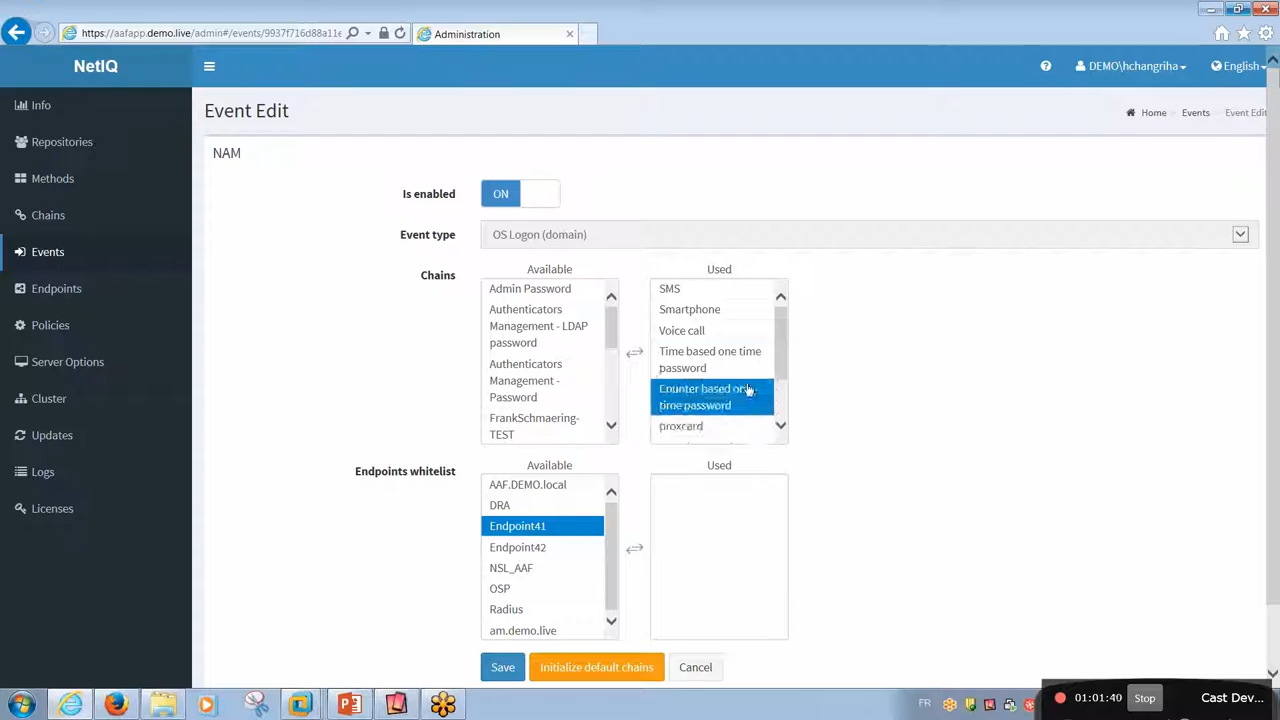 https://aafapp.demo.live/admin#/events/9937f716d88a11e
Administration
NetIQ
DEMO\hchangriha
English
Info
Repositories
Methods
Chains
Events
Endpoints
Policies
Server Options
Cluster
Updates
Logs
Licenses
Event Edit
Home
Events
Event Edit
NAM
Is enabled
ON
Event type
OS Logon (domain)
Chains
Available
Used
Admin Password
Authenticators
Management - LDAP
password
Authenticators
Management -
Password
FrankSchmaering-
TEST
SMS
Smartphone
Voice call
Time based one time
password
Counter based one
time password
proxcard
Endpoints whitelist
Available
Used
AAF.DEMO.local
DRA
Endpoint41
Endpoint42
NSL_AAF
OSP
Radius
am.demo.live
Save
Initialize default chains
Cancel
FR
01:01:40
Stop
Cast Dev...